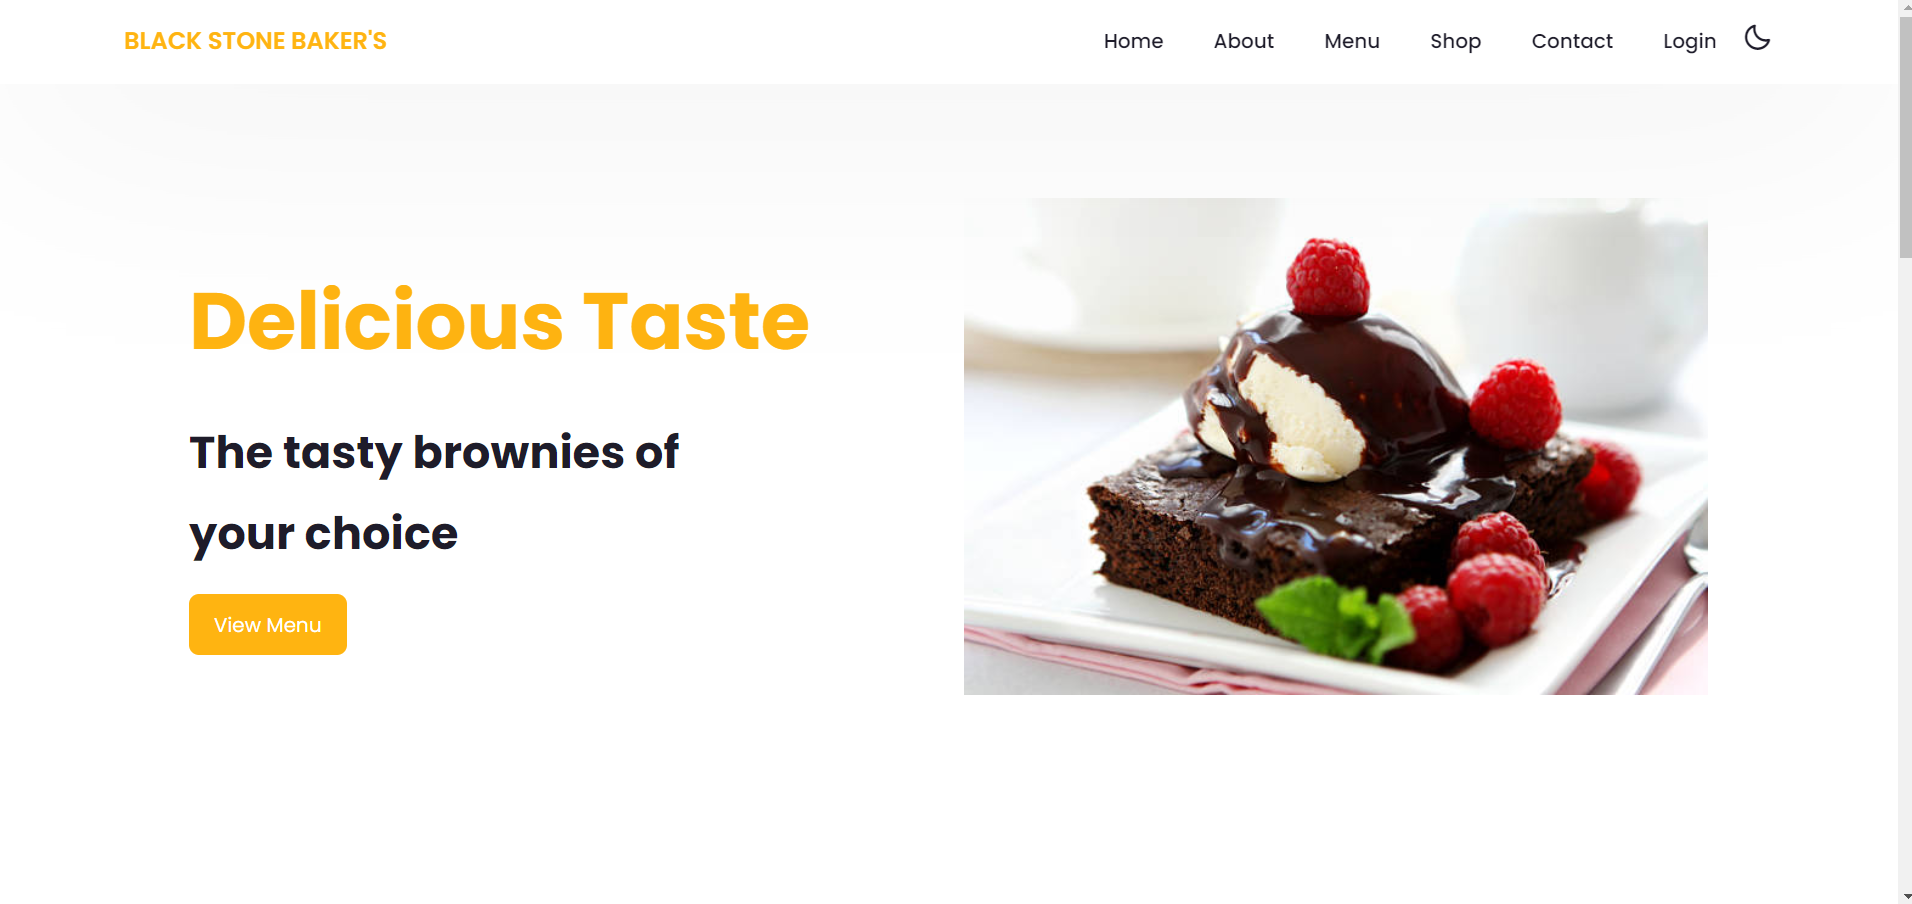 BLACK STONE BAKER'S
Home About Menu Shop Contact Login
Delicious Taste
The tasty brownies of
your choice
View Menu